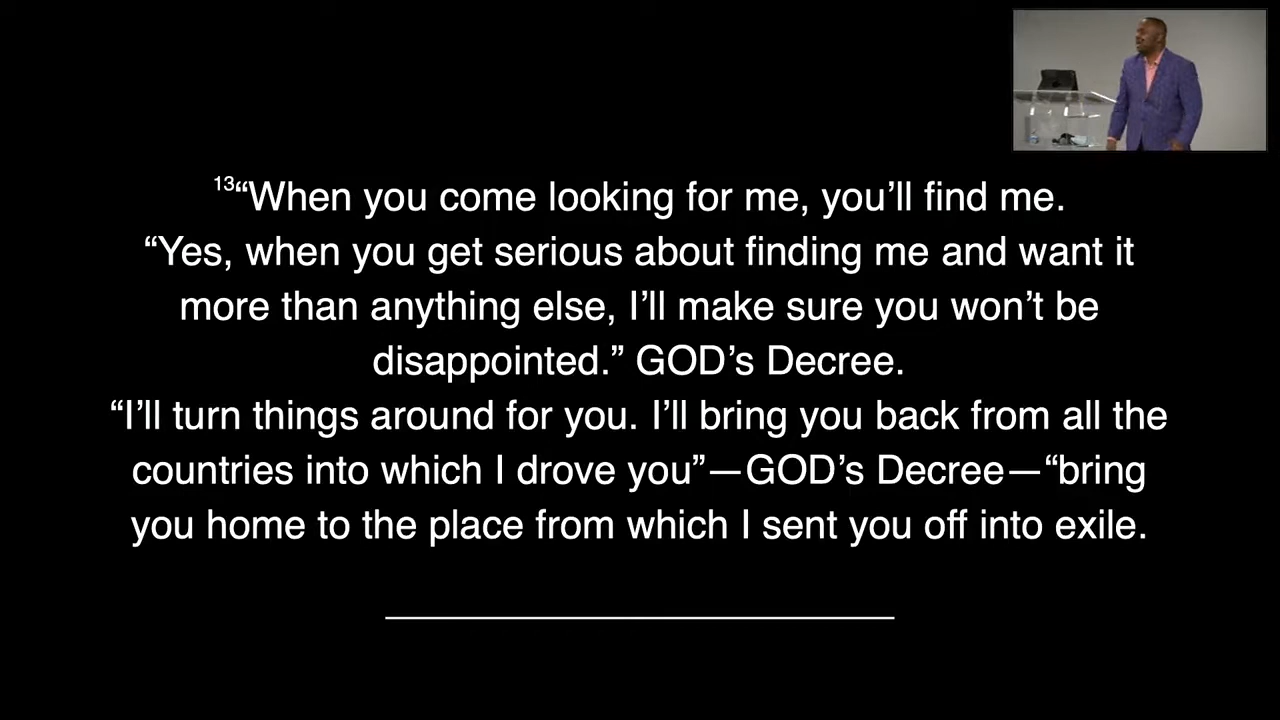 13“When you come looking for me, you’ll find me.
“Yes, when you get serious about finding me and want it
more than anything else, I’ll make sure you won’t be
disappointed.” GOD’s Decree.
“I’ll turn things around for you. I’ll bring you back from all the
countries into which I drove you”—GOD’s Decree—“bring
you home to the place from which I sent you off into exile.